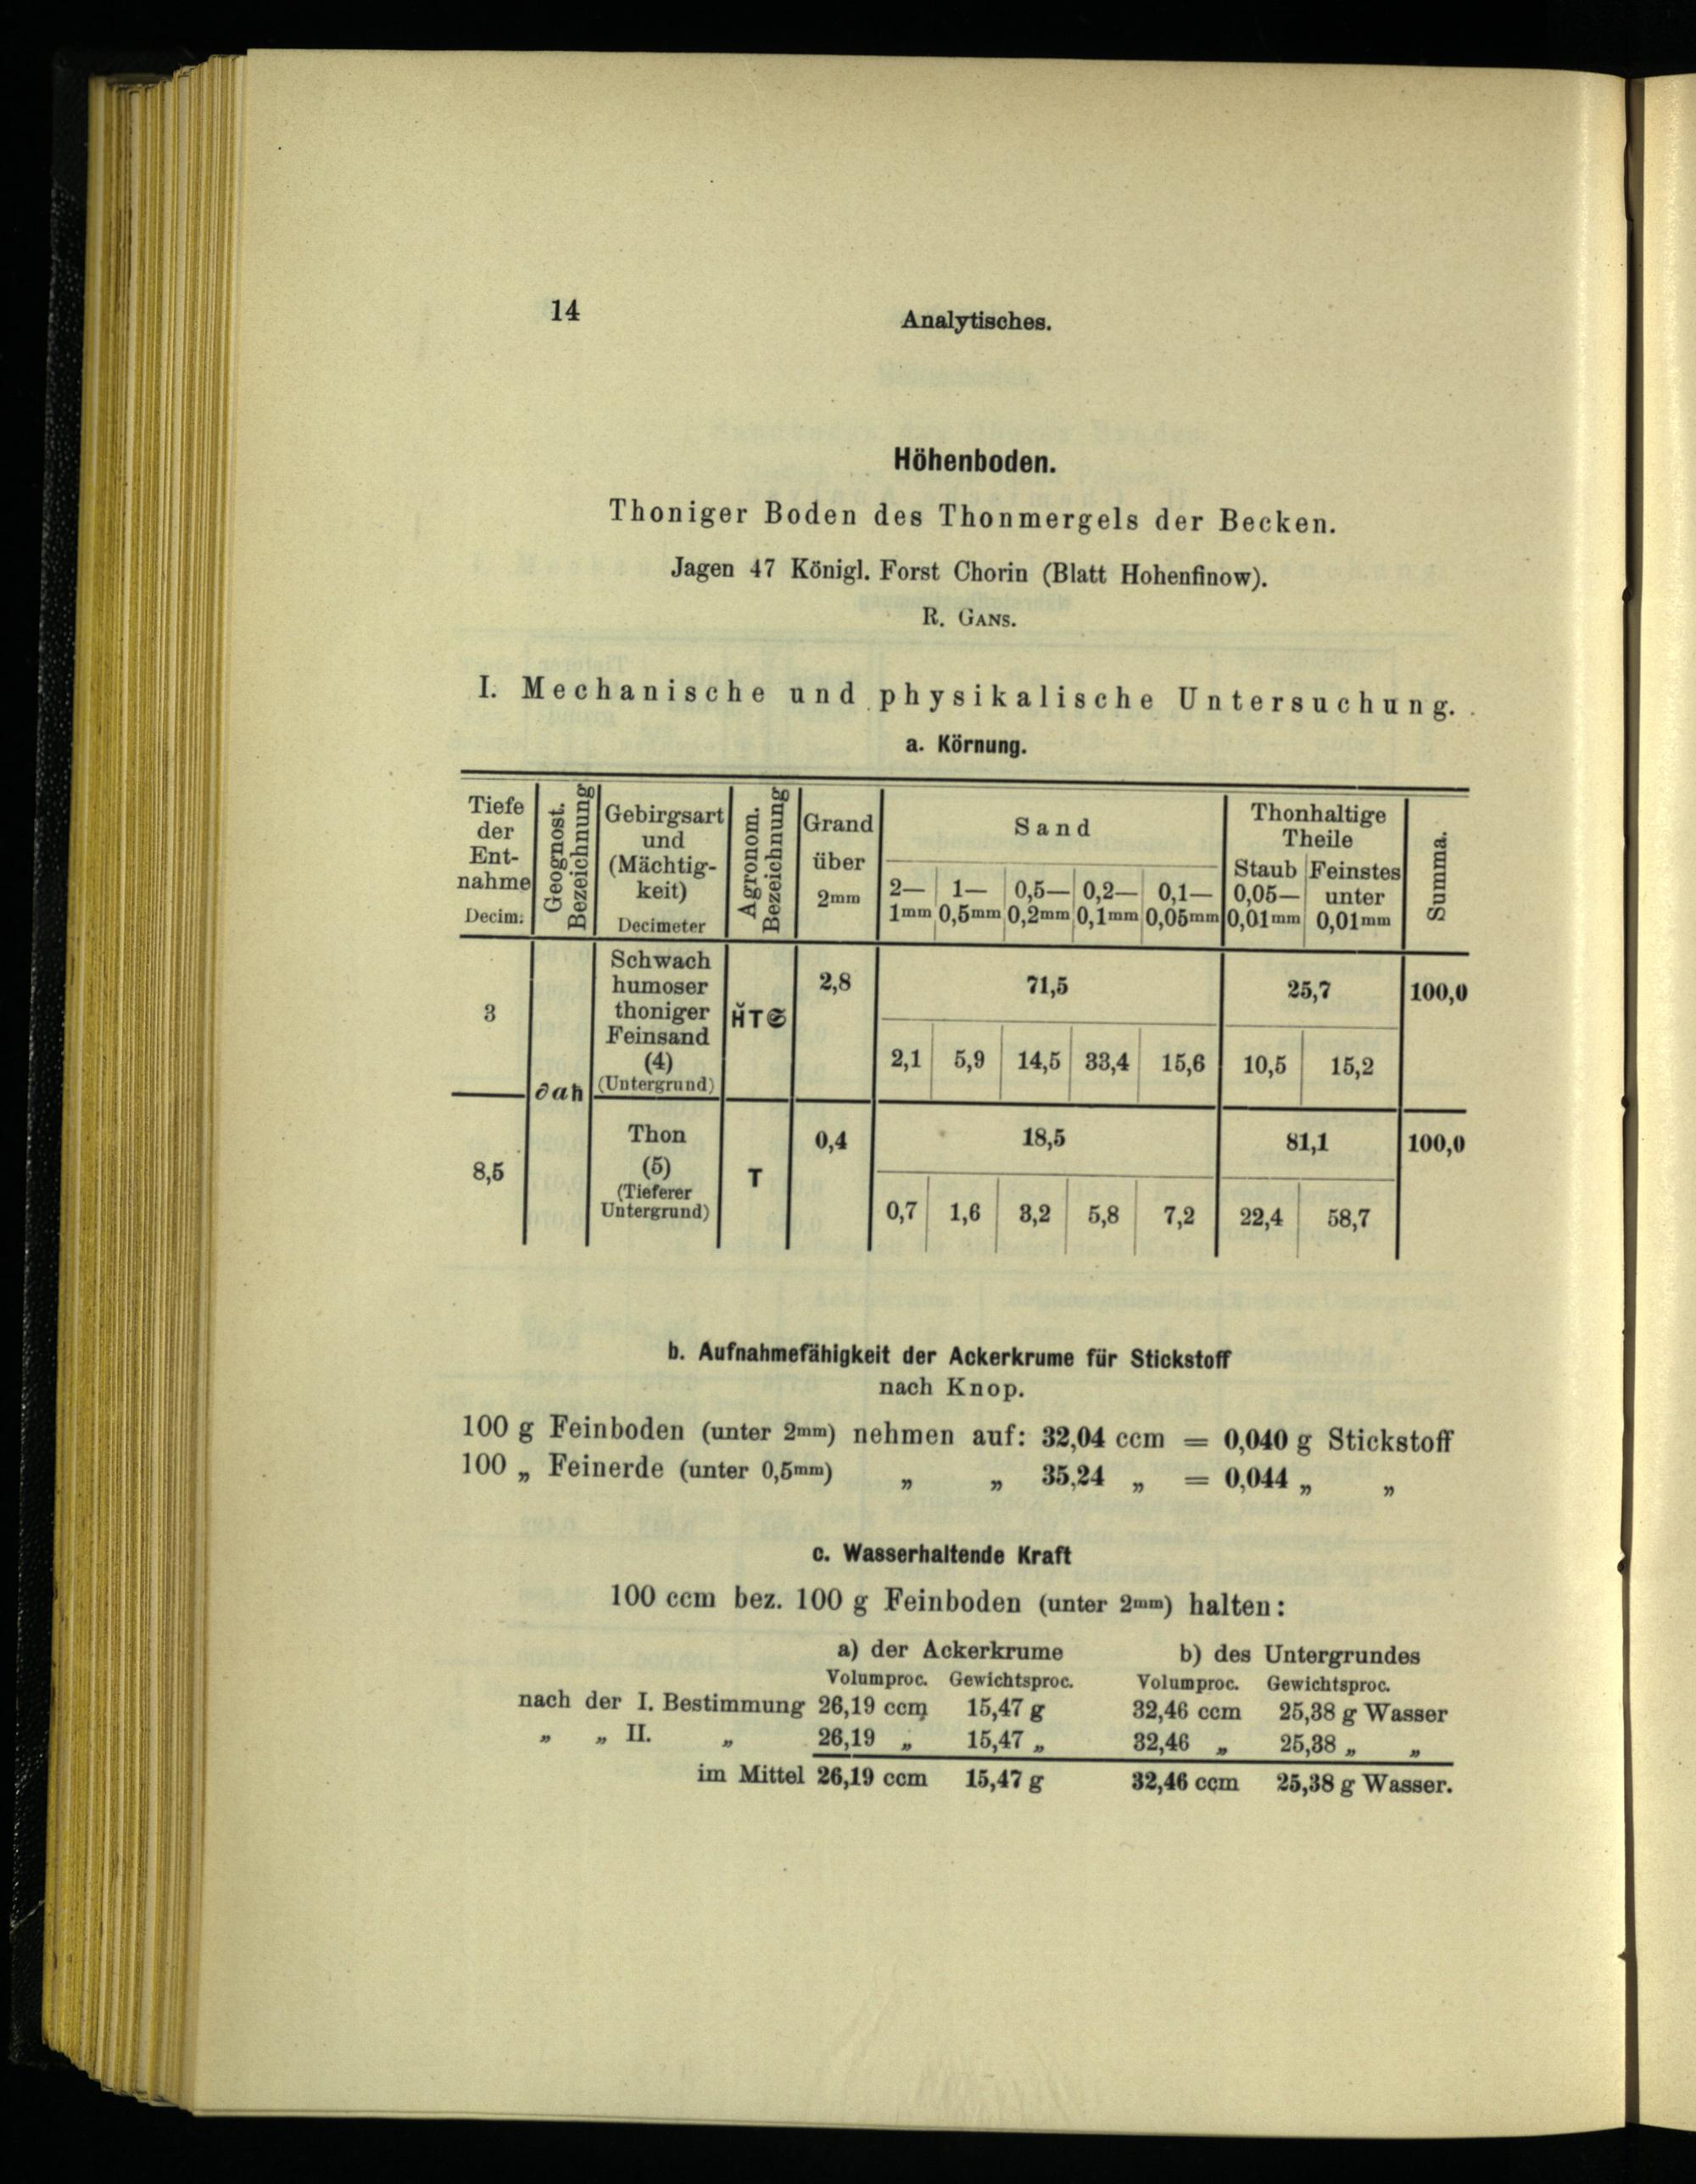 14
Analytisches.
Höhenboden.
Thoniger Boden des Thonmergels der Becken.
Jagen 47 Königl. Forst Chorin (Blatt Hohenfinow).
R. GANS.
I. Mechanische und physikalische Untersuchung.
a. Körnung.
Tiefe der Ent-nahme Decim.
Geognost. Bezeichnung
Gebirgsart und (Mächtig-keit) Decimeter
Agronom. Bezeichnung
Grand über 2mm
Sand
2—1mm 1—0,5mm 0,5—0,2mm 0,2—0,1mm 0,1—0,05mm
Thonhaltige Theile
Staub 0,05—0,01mm Feinstes unter 0,01mm
Summa.
3
∂ah
Schwach
humoser
thoniger
Feinsand
(4)
(Untergrund)
H̆TS
2,8 71,5 25,7 100,0
2,1 5,9 14,5 33,4 15,6 10,5 15,2
8,5
Thon
(5)
(Tieferer
Untergrund)
T
0,4 18,5 81,1 100,0
0,7 1,6 3,2 5,8 7,2 22,4 58,7
b. Aufnahmefähigkeit der Ackerkrume für Stickstoff
nach Knop.
100 g Feinboden (unter 2mm) nehmen auf: 32,04 ccm = 0,040 g Stickstoff
100 „ Feinerde (unter 0,5mm) „ „ 35,24 „ = 0,044 „ „
c. Wasserhaltende Kraft
100 ccm bez. 100 g Feinboden (unter 2mm) halten:
a) der Ackerkrume b) des Untergrundes
Volumproc. Gewichtsproc. Volumproc. Gewichtsproc.
nach der I. Bestimmung 26,19 ccm 15,47 g 32,46 ccm 25,38 g Wasser
„ „ II. „ 26,19 „ 15,47 „ 32,46 „ 25,38 „ „
im Mittel 26,19 ccm 15,47 g 32,46 ccm 25,38 g Wasser.